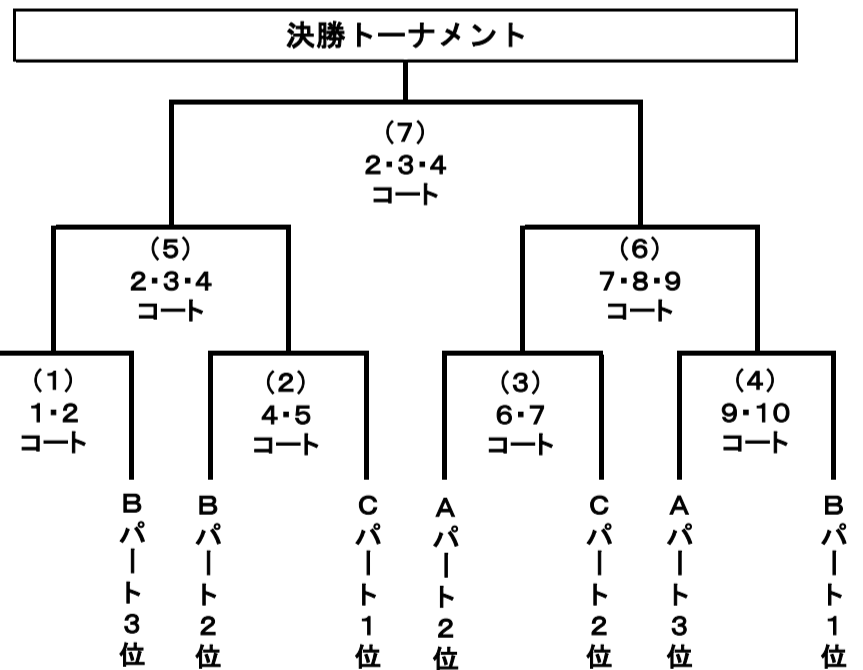 決勝トーナメント
（7）
2・3・4
コート
（5）
2・3・4
コート
（6）
7・8・9
コート
（1）
1・2
コート
（2）
4・5
コート
（3）
6・7
コート
（4）
9・10
コート
Bパート3位
Bパート2位
Cパート1位
Aパート2位
Cパート2位
Aパート3位
Bパート1位